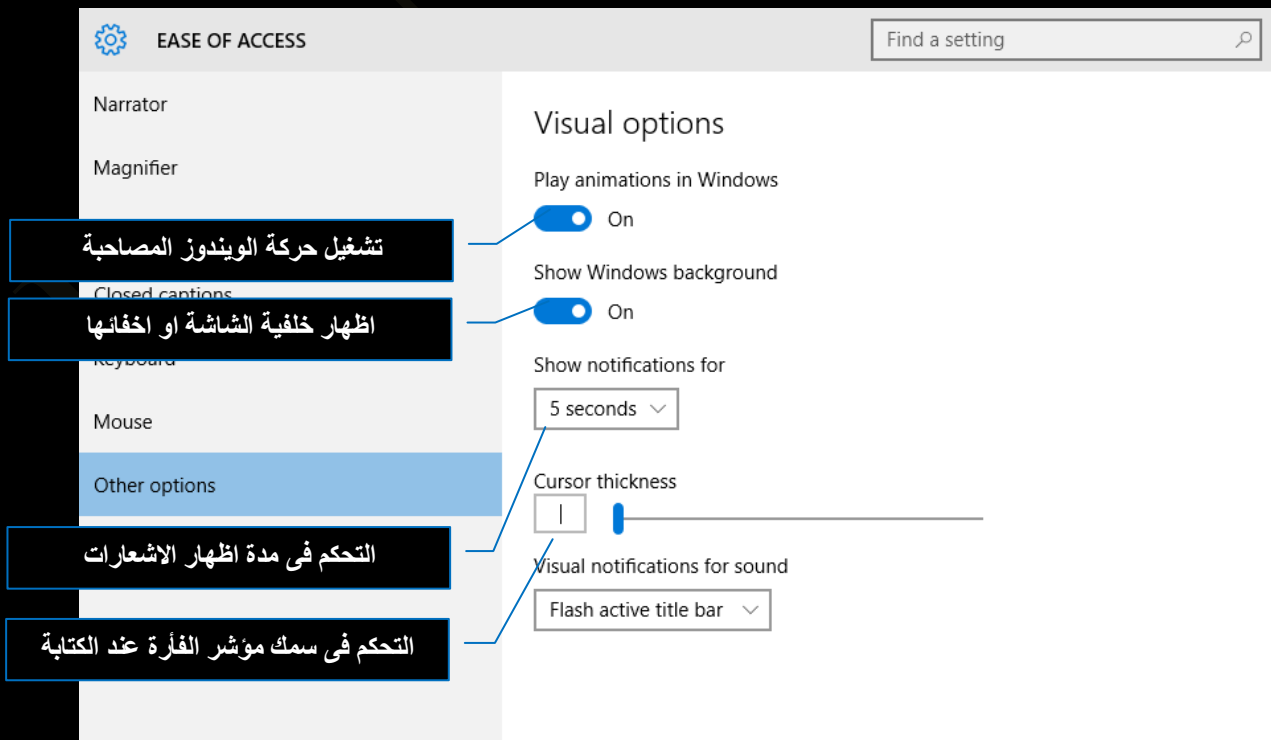 EASE OF ACCESS
Find a setting
Narrator
Magnifier
Closed captions
Keyboard
Mouse
Other options
Visual options
Play animations in Windows
On
Show Windows background
On
Show notifications for
5 seconds
Cursor thickness
Visual notifications for sound
Flash active title bar
تشغيل حركة الويندوز المصاحبة
اظهار خلفية الشاشة او اخفائها
التحكم فى مدة اظهار الاشعارات
التحكم فى سمك مؤشر الفأرة عند الكتابة